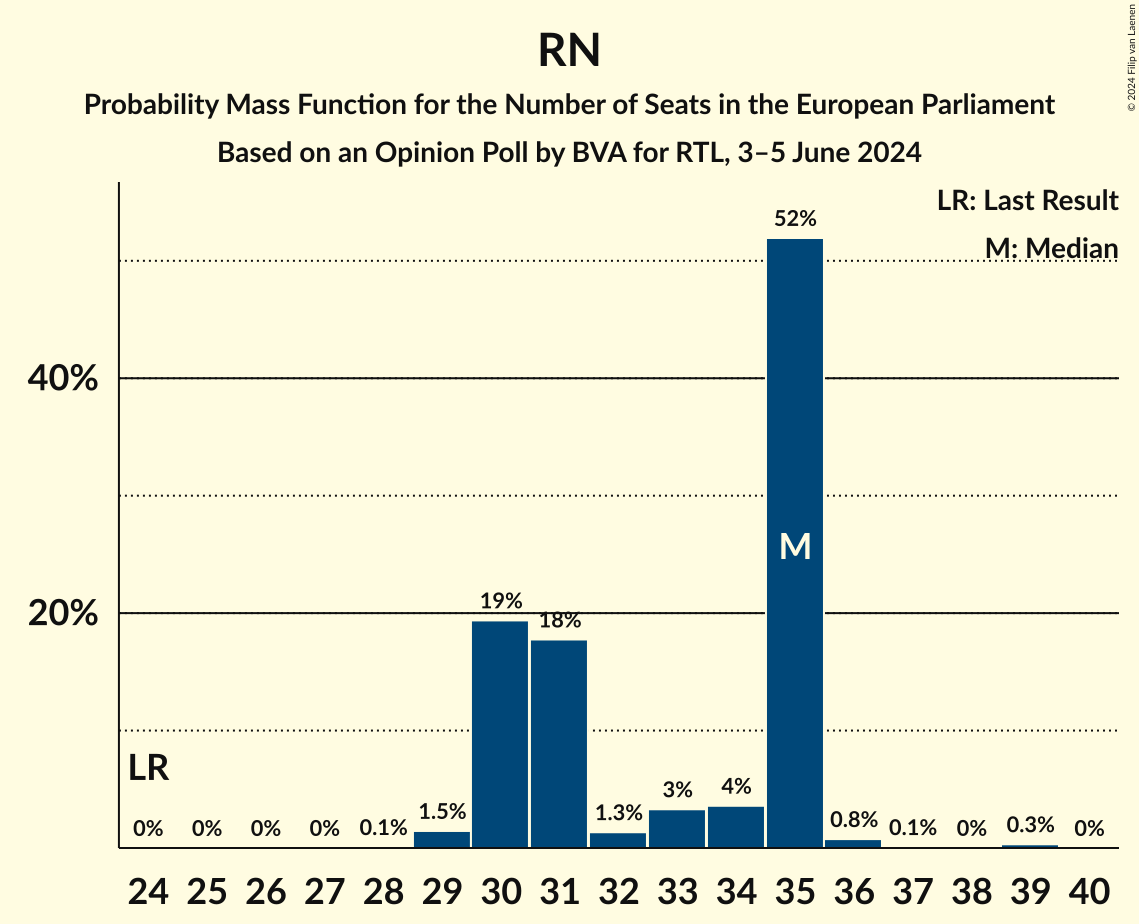 RN
Probability Mass Function for the Number of Seats in the European Parliament
Based on an Opinion Poll by BVA for RTL, 3–5 June 2024
© 2024 Filip van Laenen
LR: Last Result
M: Median
52%
40%
M
20%
19%
18%
LR
0%
0%
0%
0%
0.1%
1.5%
1.3%
3%
4%
0.8%
0.1%
0%
0.3%
0%
24 25 26 27 28 29 30 31 32 33 34 35 36 37 38 39 40